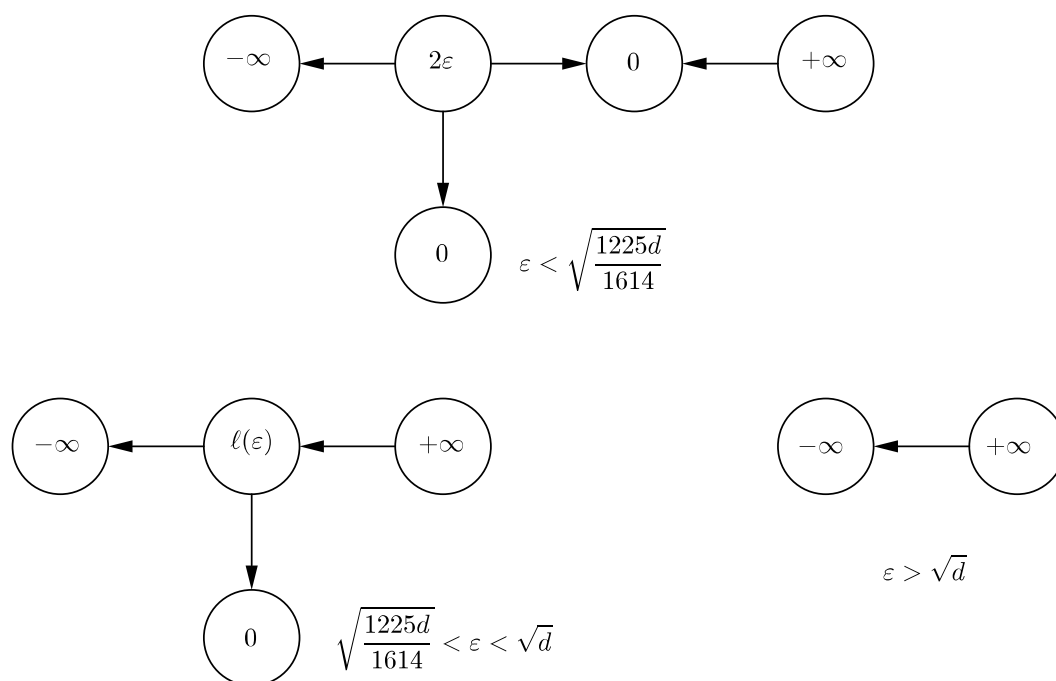 −∞ 2ε 0 +∞
0 ε < √(1225d/1614)
−∞ ℓ(ε) +∞ −∞ +∞
ε > √d
0 √(1225d/1614) < ε < √d